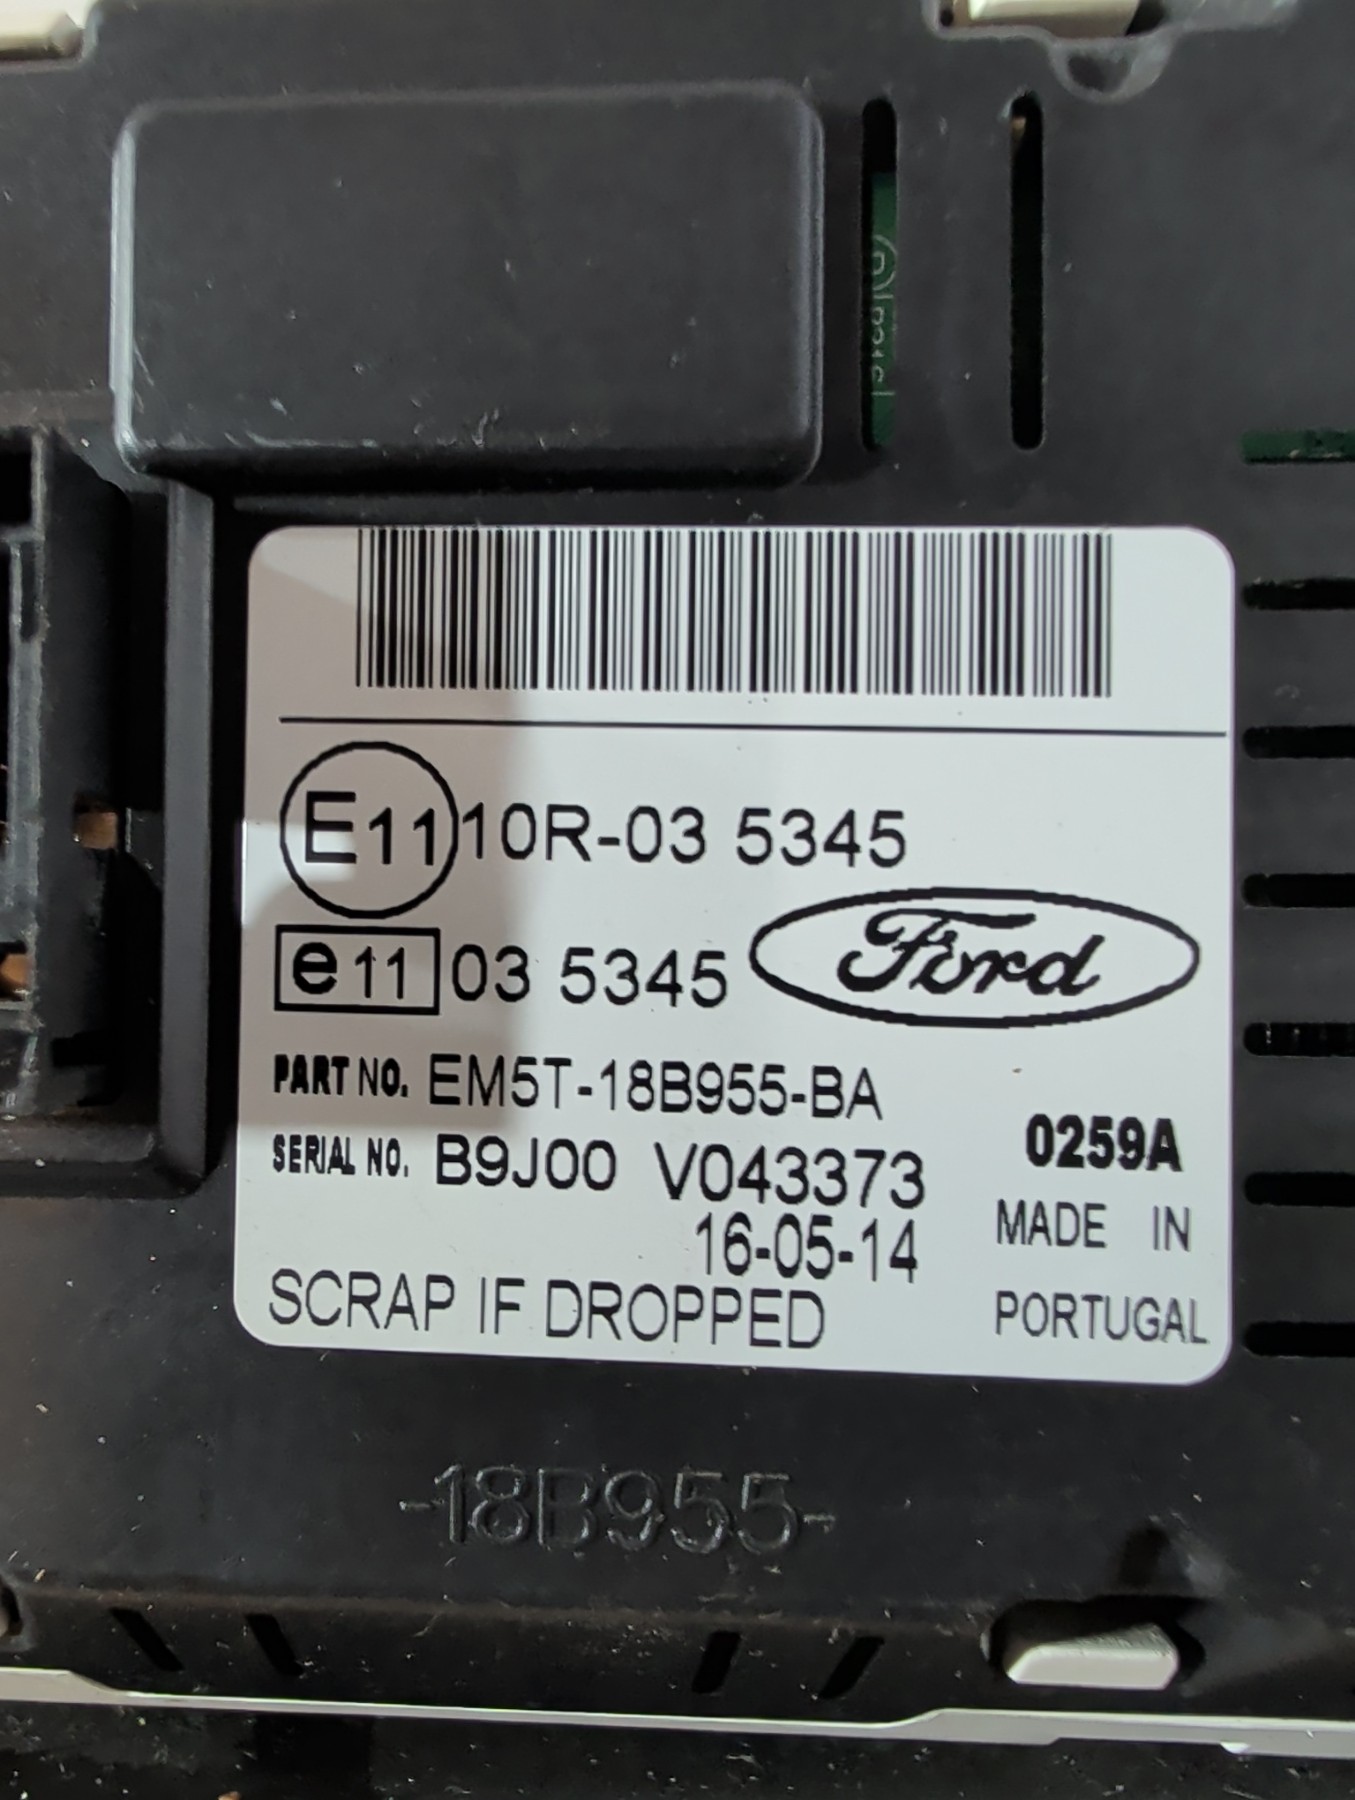 E11 10R-03 5345
e11 03 5345
Ford
PART NO. EM5T-18B955-BA
SERIAL NO. B9J00 V043373
0259A
16-05-14
MADE IN
PORTUGAL
SCRAP IF DROPPED
-18B955-